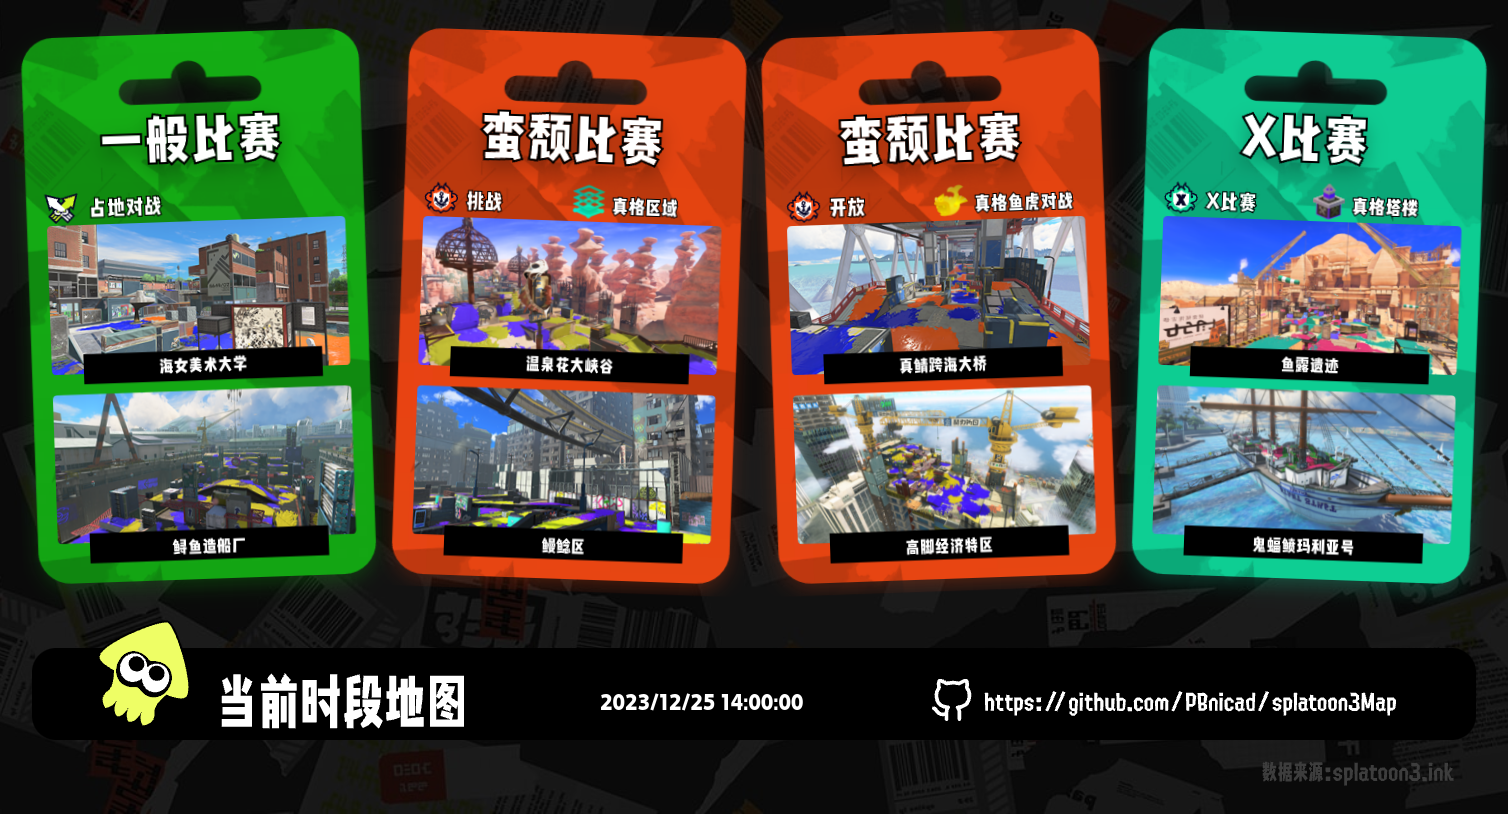 一般比赛
占地对战
海女美术大学
鲟鱼造船厂
蛮颓比赛
挑战
真格区域
温泉花大峡谷
鳗鲶区
蛮颓比赛
开放
真格鱼虎对战
真鲭跨海大桥
高脚经济特区
X比赛
X比赛
真格塔楼
鱼露遗迹
鬼蝠鲼玛利亚号
当前时段地图
2023/12/25 14:00:00
https://github.com/PBnicad/splatoon3Map
数据来源:splatoon3.ink